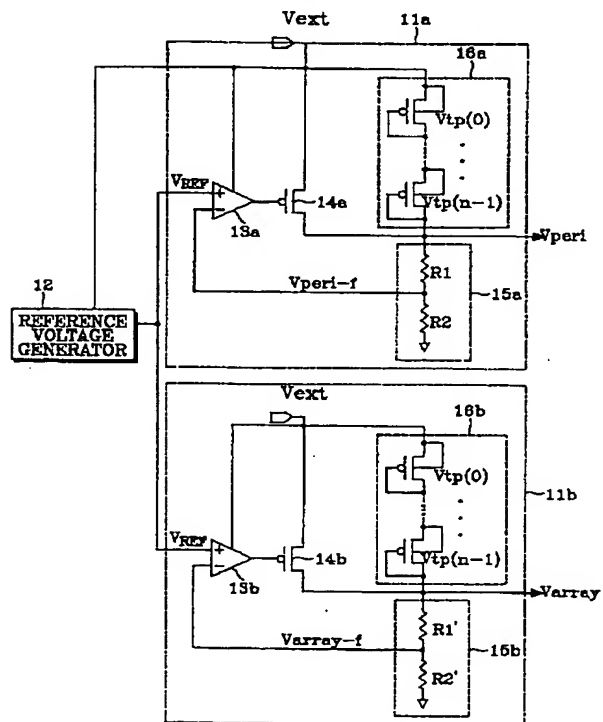 Vext
11a
16a
Vtp(0)
VREF
+
-
13a
14a
Vtp(n-1)
Vperi
Vperi-f
R1
R2
15a
12
REFERENCE
VOLTAGE
GENERATOR
Vext
16b
Vtp(0)
11b
VREF
+
-
13b
14b
Vtp(n-1)
Varray
Varray-f
R1'
R2'
15b